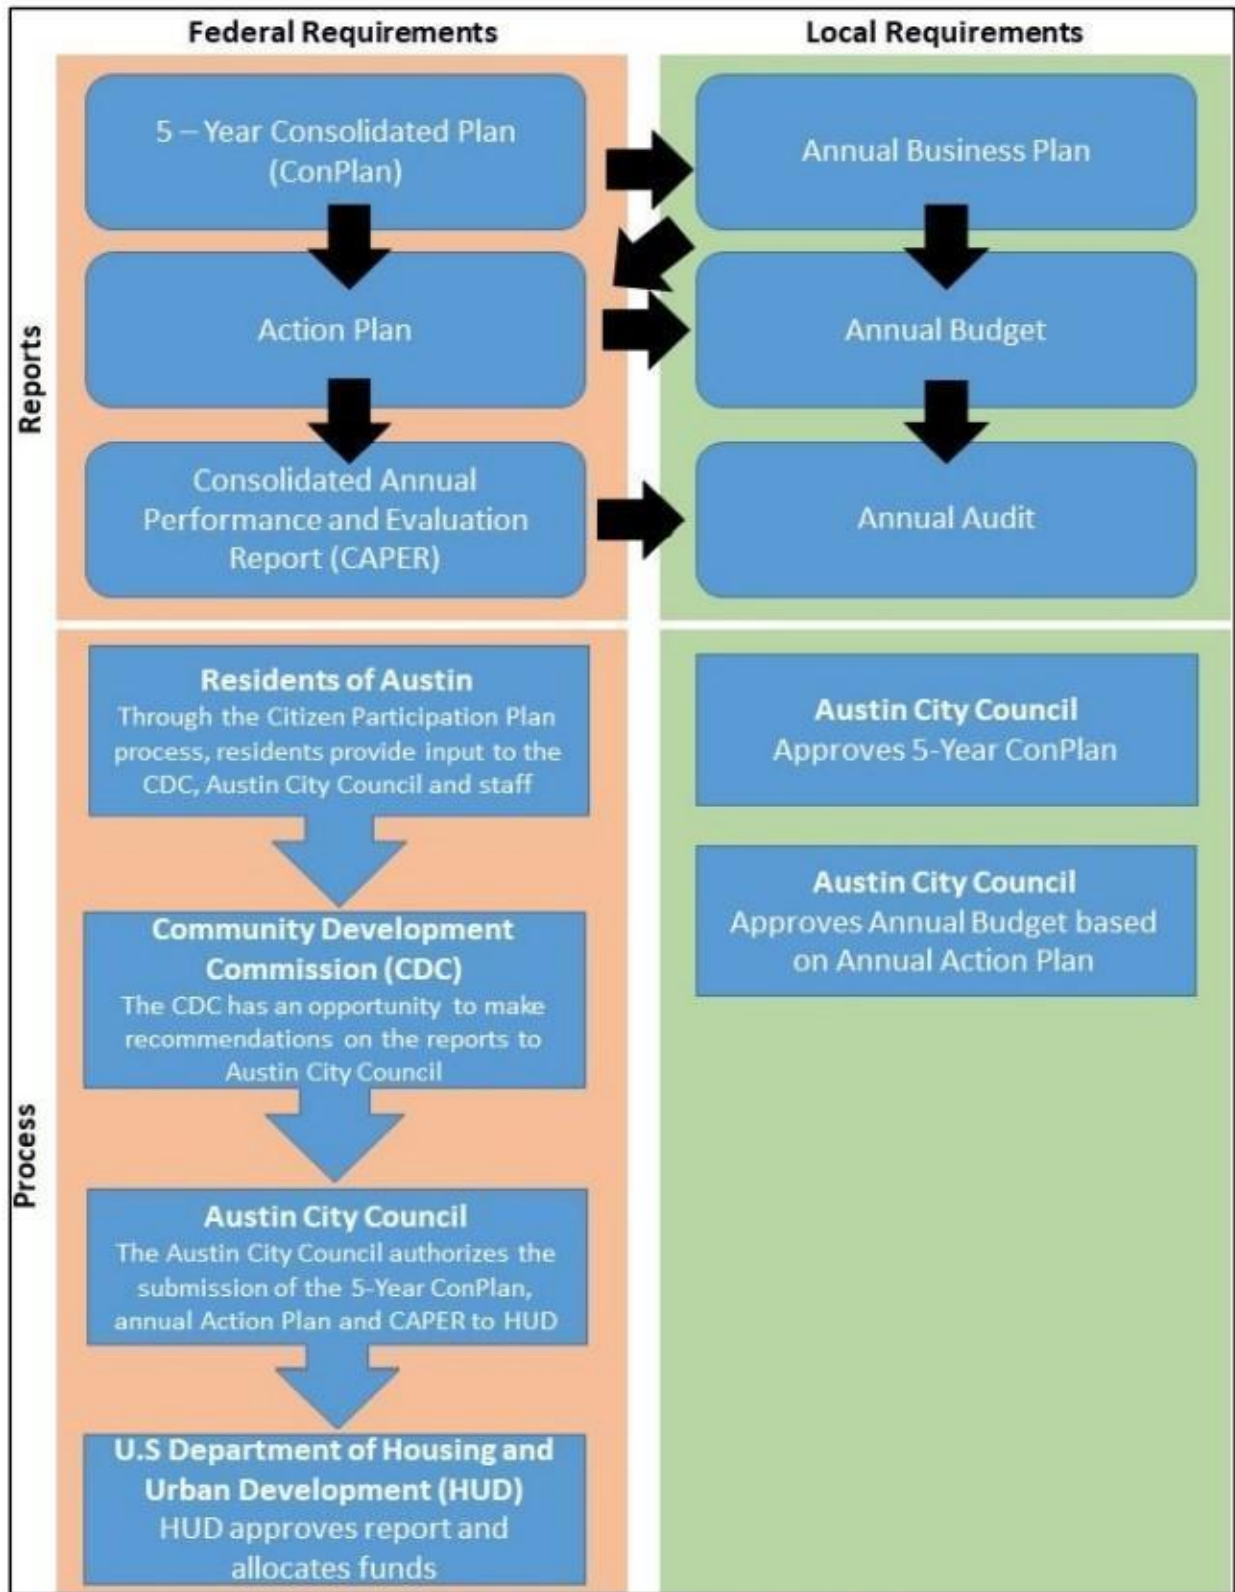 Federal Requirements
Local Requirements
Reports
5 – Year Consolidated Plan
(ConPlan)
Annual Business Plan
Action Plan
Annual Budget
Consolidated Annual
Performance and Evaluation
Report (CAPER)
Annual Audit
Process
Residents of Austin
Through the Citizen Participation Plan
process, residents provide input to the
CDC, Austin City Council and staff
Community Development
Commission (CDC)
The CDC has an opportunity to make
recommendations on the reports to
Austin City Council
Austin City Council
The Austin City Council authorizes the
submission of the 5-Year ConPlan,
annual Action Plan and CAPER to HUD
U.S Department of Housing and
Urban Development (HUD)
HUD approves report and
allocates funds
Austin City Council
Approves 5-Year ConPlan
Austin City Council
Approves Annual Budget based
on Annual Action Plan